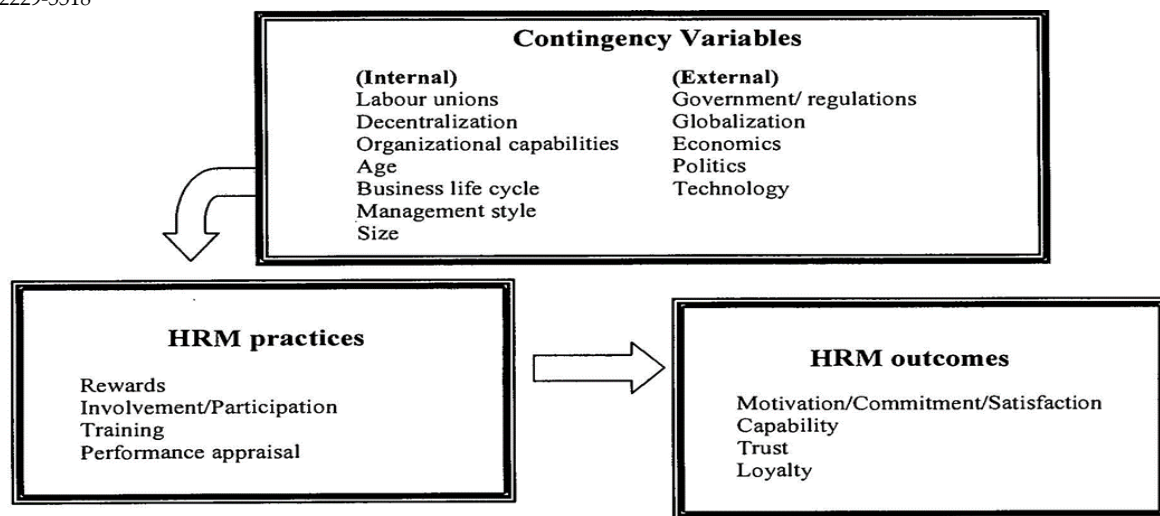 2229-5518
Contingency Variables
(Internal)
Labour unions
Decentralization
Organizational capabilities
Age
Business life cycle
Management style
Size
(External)
Government/ regulations
Globalization
Economics
Politics
Technology
HRM practices
Rewards
Involvement/Participation
Training
Performance appraisal
HRM outcomes
Motivation/Commitment/Satisfaction
Capability
Trust
Loyalty